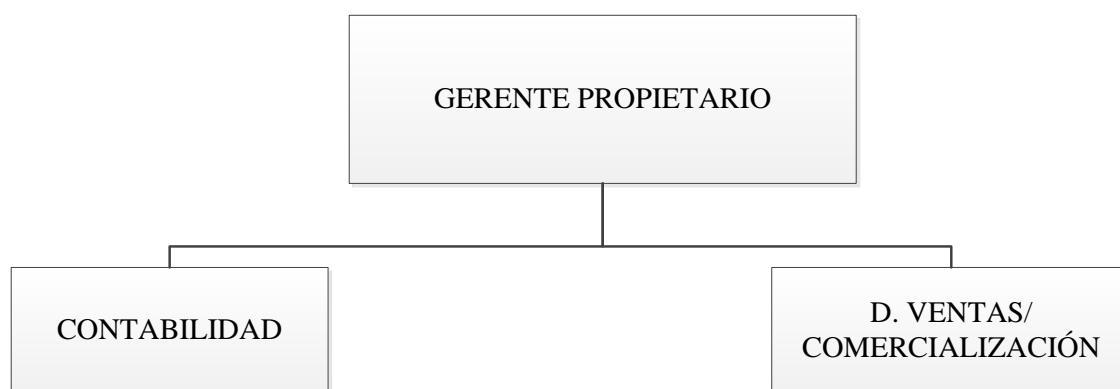 GERENTE PROPIETARIO
CONTABILIDAD
D. VENTAS/
COMERCIALIZACIÓN